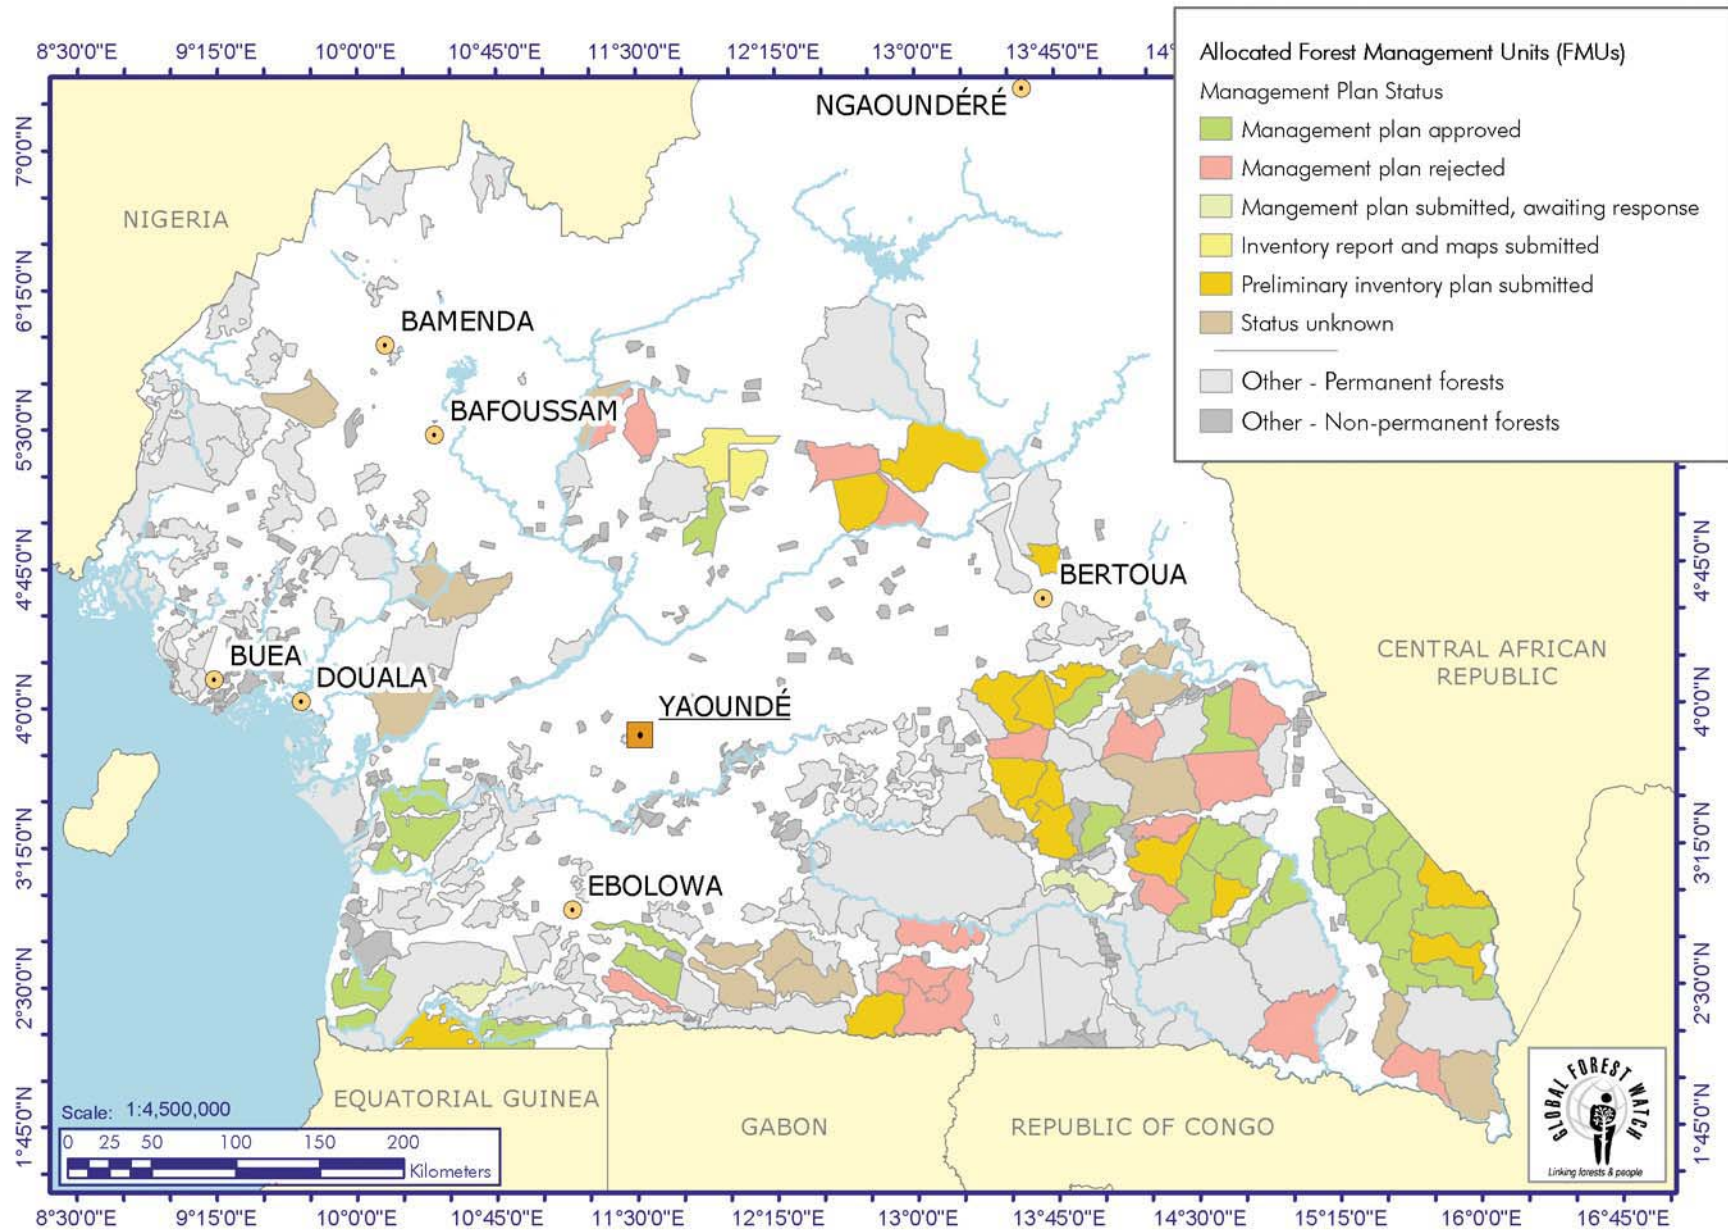 8°30'0"E 9°15'0"E 10°0'0"E 10°45'0"E 11°30'0"E 12°15'0"E 13°0'0"E 13°45'0"E 14°
Allocated Forest Management Units (FMUs)
Management Plan Status
Management plan approved
Management plan rejected
Mangement plan submitted, awaiting response
Inventory report and maps submitted
Preliminary inventory plan submitted
Status unknown
Other - Permanent forests
Other - Non-permanent forests
7°0'0"N
6°15'0"N
5°30'0"N
4°45'0"N
4°0'0"N
3°15'0"N
2°30'0"N
1°45'0"N
NGAOUNDÉRÉ
NIGERIA
BAMENDA
BAFOUSSAM
BERTOUA
BUEA
DOUALA
YAOUNDÉ
CENTRAL AFRICAN
REPUBLIC
EBOLOWA
EQUATORIAL GUINEA
GABON
REPUBLIC OF CONGO
4°45'0"N
4°0'0"N
3°15'0"N
2°30'0"N
1°45'0"N
Scale: 1:4,500,000
0 25 50 100 150 200
Kilometers
GLOBAL FOREST WATCH
Linking forests & people
8°30'0"E 9°15'0"E 10°0'0"E 10°45'0"E 11°30'0"E 12°15'0"E 13°0'0"E 13°45'0"E 14°30'0"E 15°15'0"E 16°0'0"E